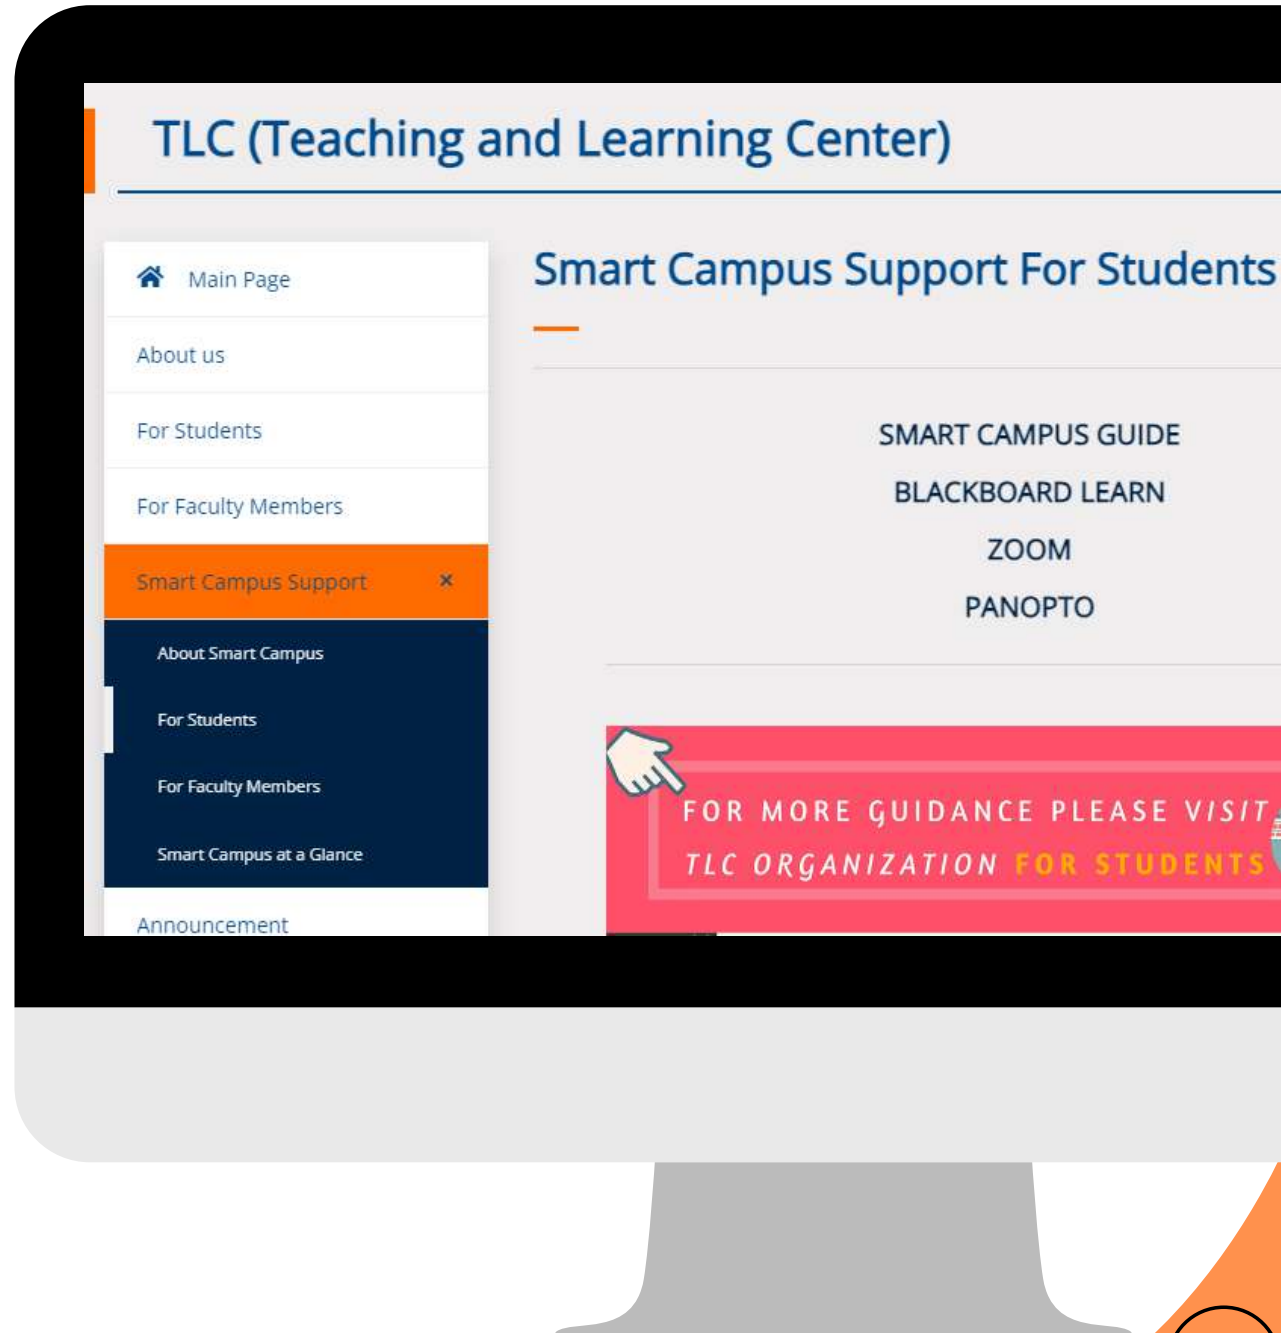 TLC (Teaching and Learning Center)
Main Page
About us
For Students
For Faculty Members
Smart Campus Support
About Smart Campus
For Students
For Faculty Members
Smart Campus at a Glance
Announcement
Smart Campus Support For Students
SMART CAMPUS GUIDE
BLACKBOARD LEARN
ZOOM
PANOPTO
FOR MORE GUIDANCE PLEASE VISIT
TLC ORGANIZATION FOR STUDENTS